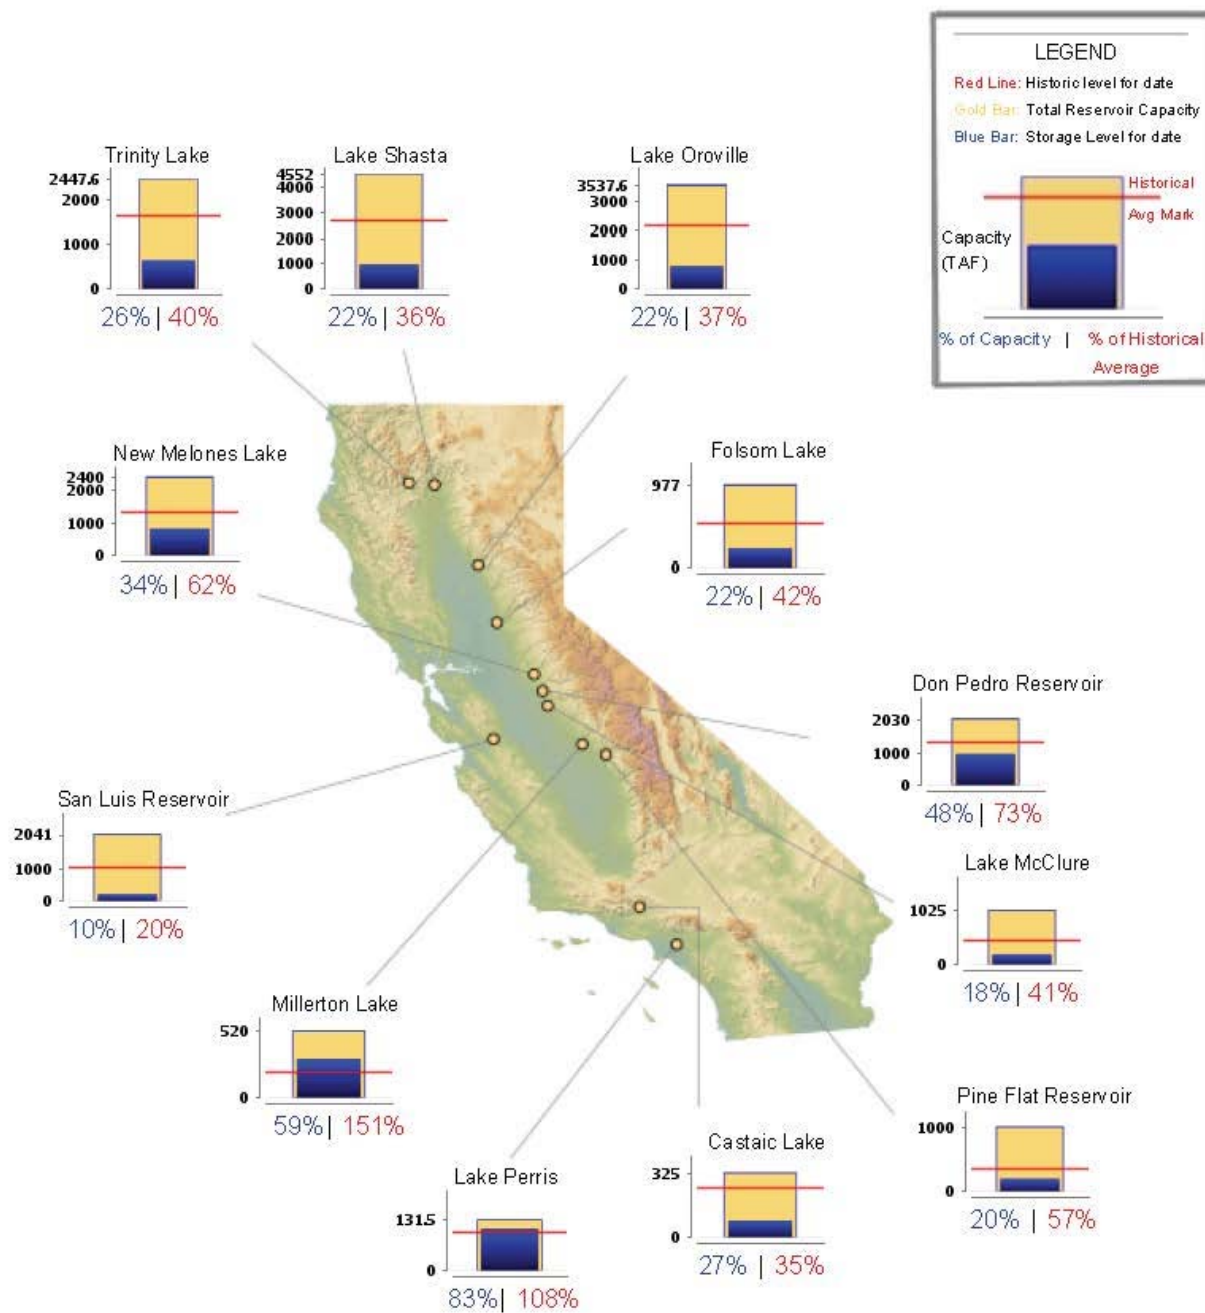 LEGEND
Red Line: Historic level for date
Gold Bar: Total Reservoir Capacity
Blue Bar: Storage Level for date
Historical
Avg Mark
Capacity
(TAF)
% of Capacity | % of Historical
Average
Trinity Lake
2447.6
2000
1000
0
26% | 40%
Lake Shasta
4552
4000
3000
2000
1000
0
22% | 36%
Lake Oroville
3537.6
3000
2000
1000
0
22% | 37%
New Melones Lake
2400
2000
1000
0
34% | 62%
Folsom Lake
977
0
22% | 42%
Don Pedro Reservoir
2030
1000
0
48% | 73%
San Luis Reservoir
2041
1000
0
10% | 20%
Lake McClure
1025
0
18% | 41%
Millerton Lake
520
0
59% | 151%
Pine Flat Reservoir
1000
0
20% | 57%
Castaic Lake
325
0
27% | 35%
Lake Perris
131.5
0
83% | 108%